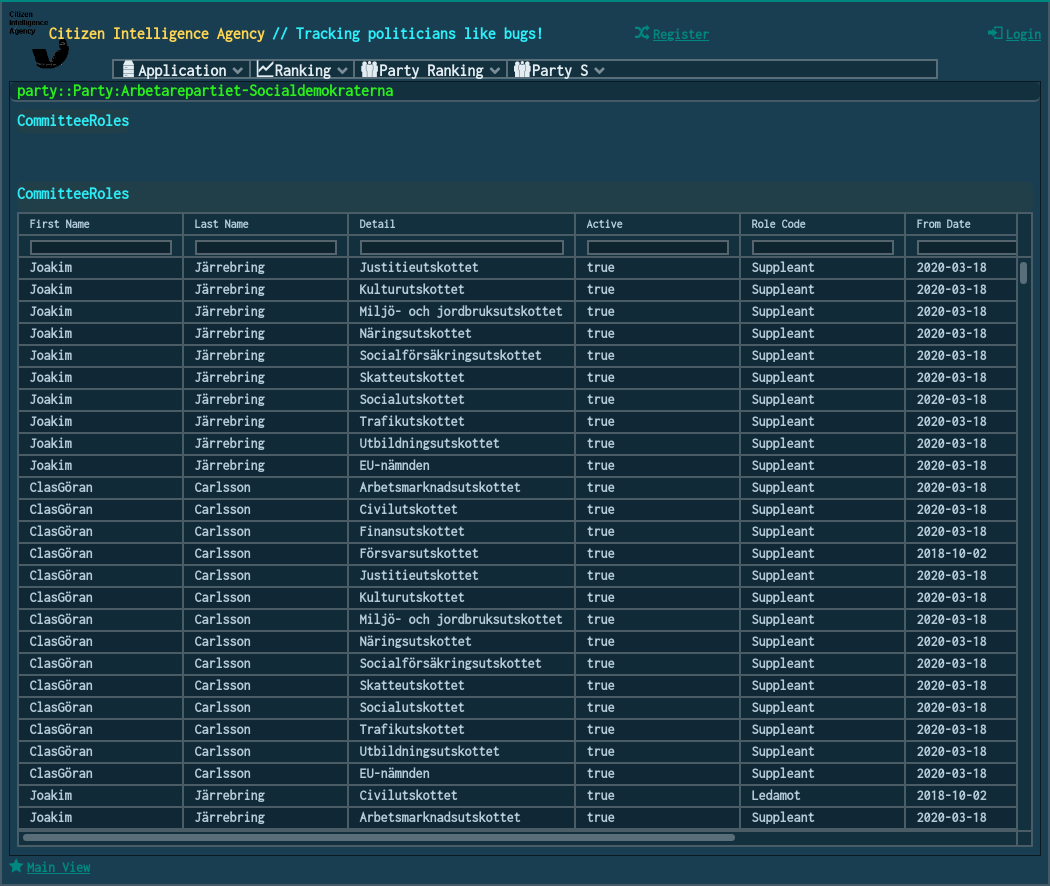 Citizen
Intelligence
Agency
Citizen Intelligence Agency // Tracking politicians like bugs!
Register
Login
Application Ranking Party Ranking Party S
party::Party:Arbetarepartiet-Socialdemokraterna
CommitteeRoles
CommitteeRoles
First Name Last Name Detail Active Role Code From Date
Joakim Järrebring Justitieutskottet true Suppleant 2020-03-18
Joakim Järrebring Kulturutskottet true Suppleant 2020-03-18
Joakim Järrebring Miljö- och jordbruksutskottet true Suppleant 2020-03-18
Joakim Järrebring Näringsutskottet true Suppleant 2020-03-18
Joakim Järrebring Socialförsäkringsutskottet true Suppleant 2020-03-18
Joakim Järrebring Skatteutskottet true Suppleant 2020-03-18
Joakim Järrebring Socialutskottet true Suppleant 2020-03-18
Joakim Järrebring Trafikutskottet true Suppleant 2020-03-18
Joakim Järrebring Utbildningsutskottet true Suppleant 2020-03-18
Joakim Järrebring EU-nämnden true Suppleant 2020-03-18
ClasGöran Carlsson Arbetsmarknadsutskottet true Suppleant 2020-03-18
ClasGöran Carlsson Civilutskottet true Suppleant 2020-03-18
ClasGöran Carlsson Finansutskottet true Suppleant 2020-03-18
ClasGöran Carlsson Försvarsutskottet true Suppleant 2018-10-02
ClasGöran Carlsson Justitieutskottet true Suppleant 2020-03-18
ClasGöran Carlsson Kulturutskottet true Suppleant 2020-03-18
ClasGöran Carlsson Miljö- och jordbruksutskottet true Suppleant 2020-03-18
ClasGöran Carlsson Näringsutskottet true Suppleant 2020-03-18
ClasGöran Carlsson Socialförsäkringsutskottet true Suppleant 2020-03-18
ClasGöran Carlsson Skatteutskottet true Suppleant 2020-03-18
ClasGöran Carlsson Socialutskottet true Suppleant 2020-03-18
ClasGöran Carlsson Trafikutskottet true Suppleant 2020-03-18
ClasGöran Carlsson Utbildningsutskottet true Suppleant 2020-03-18
ClasGöran Carlsson EU-nämnden true Suppleant 2020-03-18
Joakim Järrebring Civilutskottet true Ledamot 2018-10-02
Joakim Järrebring Arbetsmarknadsutskottet true Suppleant 2020-03-18
Main View